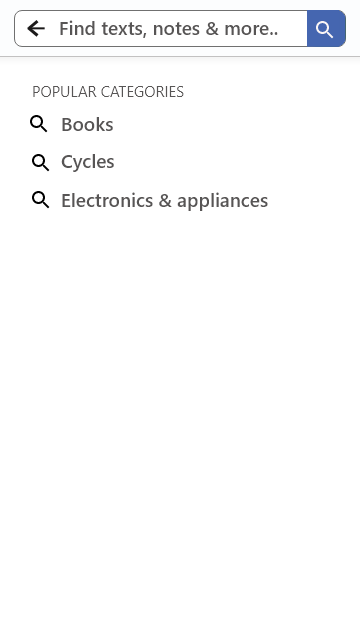 Find texts, notes & more..
POPULAR CATEGORIES
Books
Cycles
Electronics & appliances